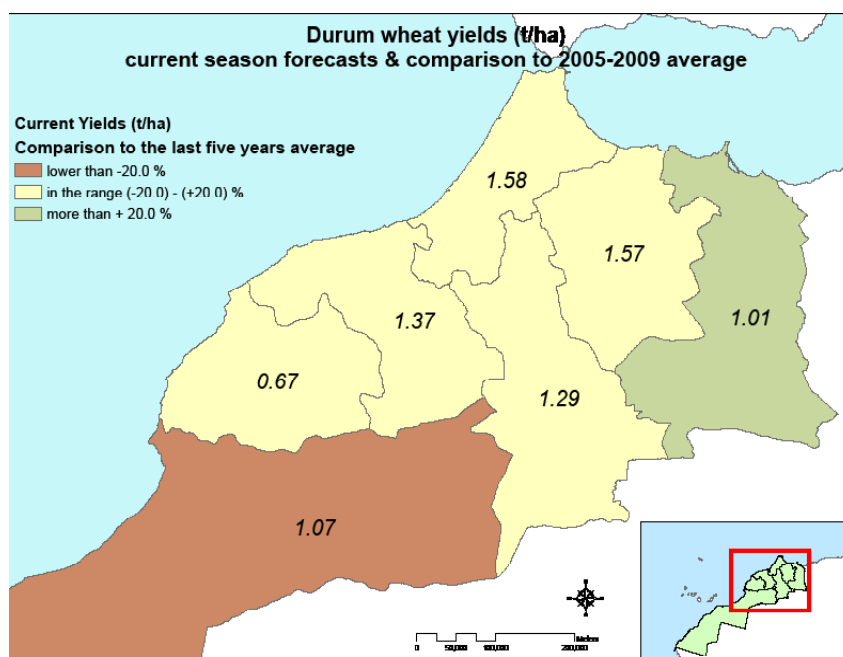 Durum wheat yields (t/ha)
current season forecasts & comparison to 2005-2009 average
Current Yields (t/ha)
Comparison to the last five years average
lower than -20.0 %
in the range (-20.0) - (+20.0) %
more than + 20.0 %
1.58
1.57
1.01
1.37
0.67
1.29
1.07
Meters
0